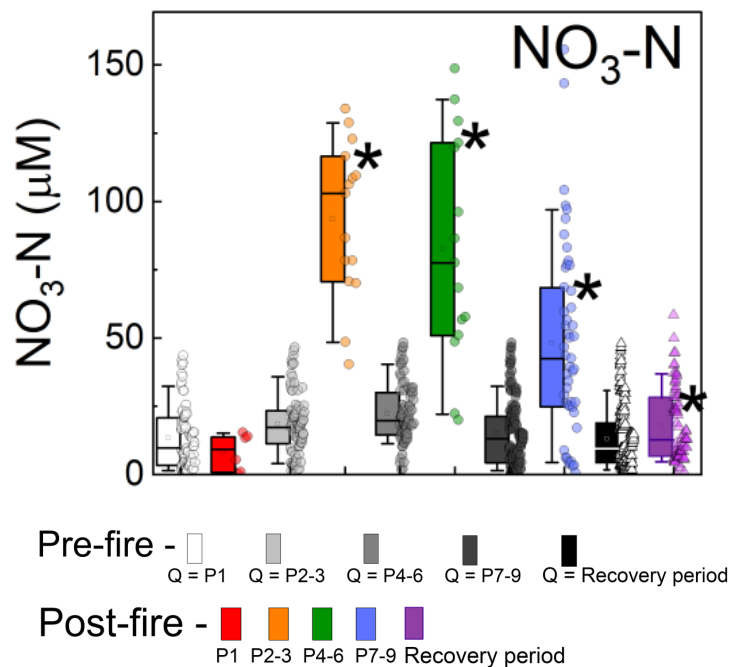 NO₃-N
150
100
50
0
NO₃-N (μM)
*
*
*
*
Pre-fire -
Q = P1 Q = P2-3 Q = P4-6 Q = P7-9 Q = Recovery period
Post-fire -
P1 P2-3 P4-6 P7-9 Recovery period